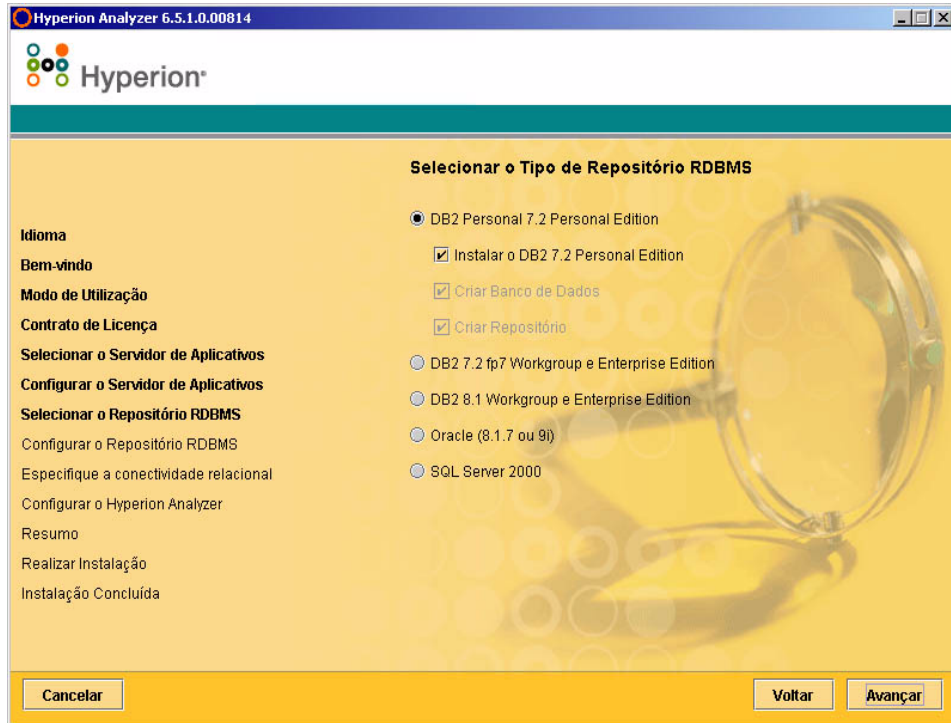 Hyperion Analyzer 6.5.1.0.00814
Hyperion
Selecionar o Tipo de Repositório RDBMS
DB2 Personal 7.2 Personal Edition
Instalar o DB2 7.2 Personal Edition
Criar Banco de Dados
Criar Repositório
DB2 7.2 fp7 Workgroup e Enterprise Edition
DB2 8.1 Workgroup e Enterprise Edition
Oracle (8.1.7 ou 9i)
SQL Server 2000
Idioma
Bem-vindo
Modo de Utilização
Contrato de Licença
Selecionar o Servidor de Aplicativos
Configurar o Servidor de Aplicativos
Selecionar o Repositório RDBMS
Configurar o Repositório RDBMS
Especifique a conectividade relacional
Configurar o Hyperion Analyzer
Resumo
Realizar Instalação
Instalação Concluída
Cancelar
Voltar
Avançar